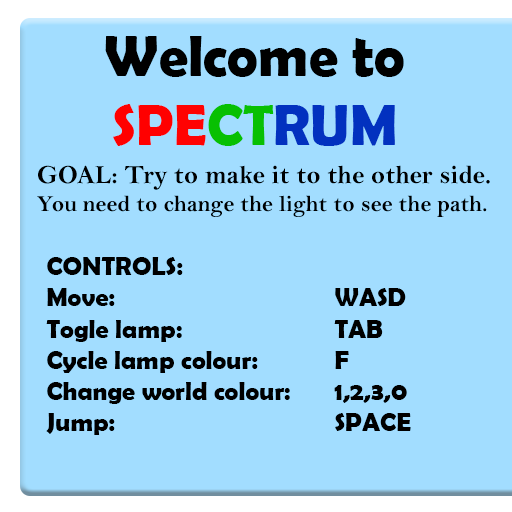 Welcome to
SPECTRUM
GOAL: Try to make it to the other side.
You need to change the light to see the path.
CONTROLS:
Move: WASD
Togle lamp: TAB
Cycle lamp colour: F
Change world colour: 1,2,3,0
Jump: SPACE